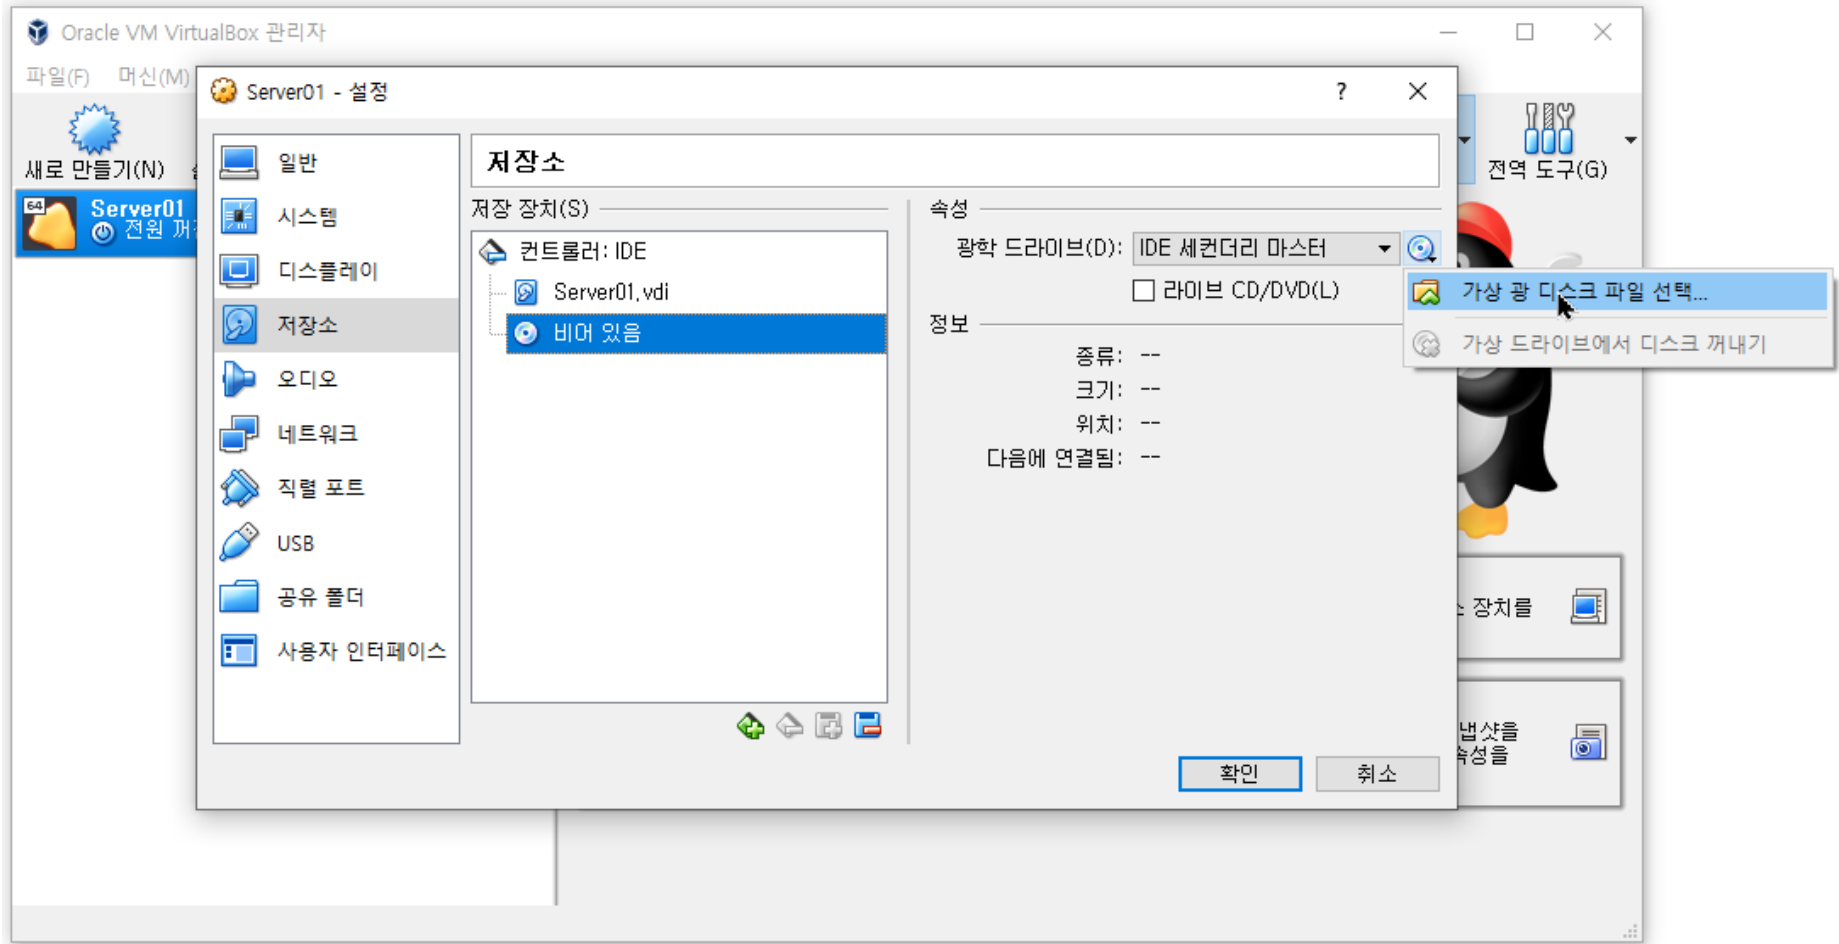 Oracle VM VirtualBox 관리자
파일(F) 머신(M)
새로 만들기(N)
전역 도구(G)
64
Server01
전원
Server01 - 설정
?
일반
시스템
디스플레이
저장소
오디오
네트워크
직렬 포트
USB
공유 폴더
사용자 인터페이스
저장소
저장 장치(S)
컨트롤러: IDE
Server01.vdi
비어 있음
속성
광학 드라이브(D): IDE 세컨더리 마스터
라이브 CD/DVD(L)
정보
종류: --
크기: --
위치: --
다음에 연결됨: --
가상 광 디스크 파일 선택...
가상 드라이브에서 디스크 꺼내기
장치를
냅샷을
속성을
확인
취소